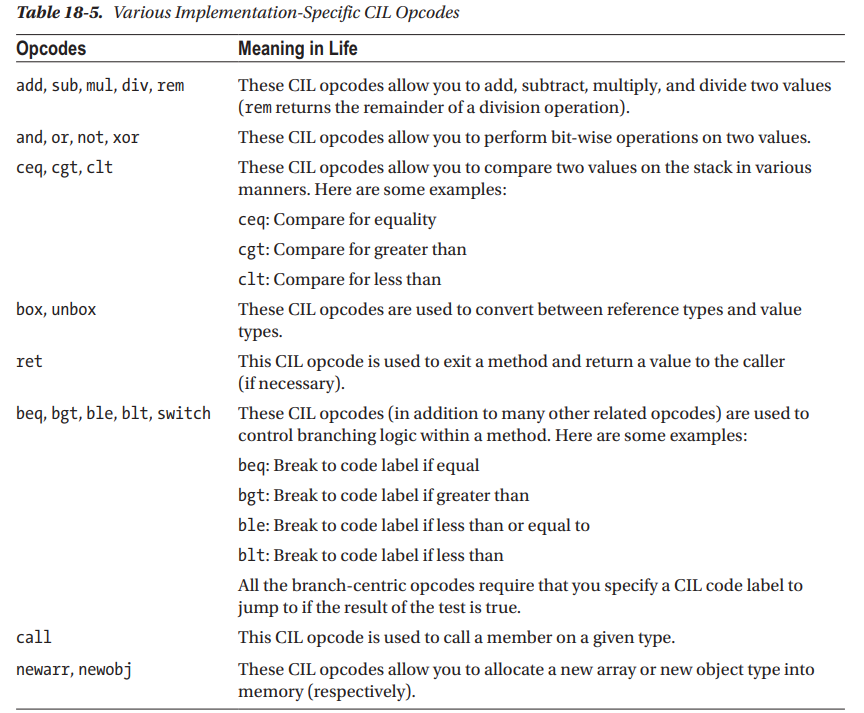 Table 18-5. Various Implementation-Specific CIL Opcodes
Opcodes Meaning in Life
add, sub, mul, div, rem These CIL opcodes allow you to add, subtract, multiply, and divide two values
(rem returns the remainder of a division operation).
and, or, not, xor These CIL opcodes allow you to perform bit-wise operations on two values.
ceq, cgt, clt These CIL opcodes allow you to compare two values on the stack in various
manners. Here are some examples:
ceq: Compare for equality
cgt: Compare for greater than
clt: Compare for less than
box, unbox These CIL opcodes are used to convert between reference types and value
types.
ret This CIL opcode is used to exit a method and return a value to the caller
(if necessary).
beq, bgt, ble, blt, switch These CIL opcodes (in addition to many other related opcodes) are used to
control branching logic within a method. Here are some examples:
beq: Break to code label if equal
bgt: Break to code label if greater than
ble: Break to code label if less than or equal to
blt: Break to code label if less than
All the branch-centric opcodes require that you specify a CIL code label to
jump to if the result of the test is true.
call This CIL opcode is used to call a member on a given type.
newarr, newobj These CIL opcodes allow you to allocate a new array or new object type into
memory (respectively).